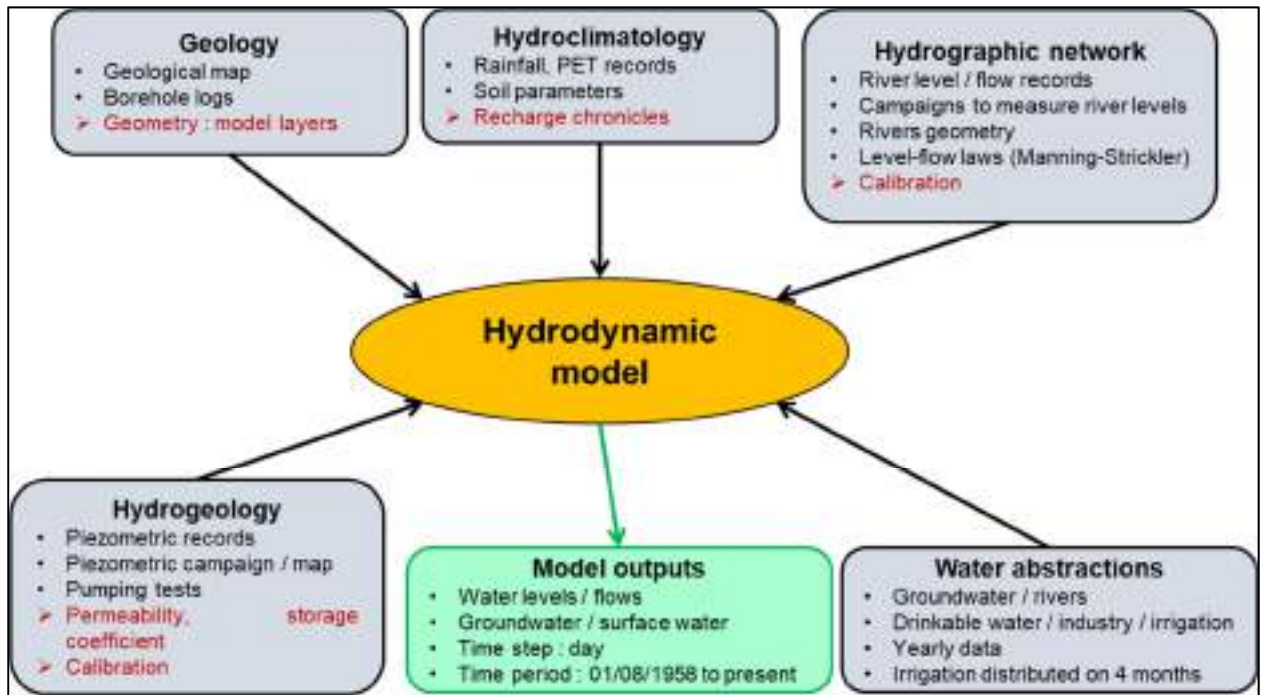 Geology
• Geological map
• Borehole logs
➢ Geometry : model layers
Hydroclimatology
• Rainfall, PET records
• Soil parameters
➢ Recharge chronicles
Hydrographic network
• River level / flow records
• Campaigns to measure river levels
• Rivers geometry
• Level-flow laws (Manning-Strickler)
➢ Calibration
Hydrodynamic
model
Hydrogeology
• Piezometric records
• Piezometric campaign / map
• Pumping tests
➢ Permeability, storage
coefficient
➢ Calibration
Model outputs
• Water levels / flows
• Groundwater / surface water
• Time step : day
• Time period : 01/08/1958 to present
Water abstractions
• Groundwater / rivers
• Drinkable water / industry / irrigation
• Yearly data
• Irrigation distributed on 4 months